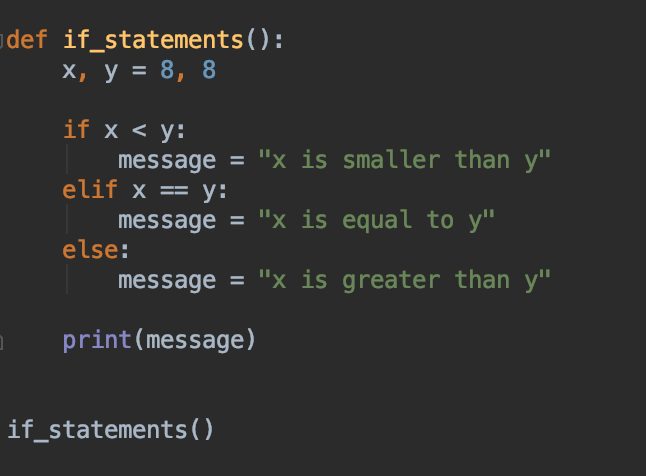 def if_statements():
    x, y = 8, 8
    if x < y:
        message = "x is smaller than y"
    elif x == y:
        message = "x is equal to y"
    else:
        message = "x is greater than y"
    print(message)
if_statements()